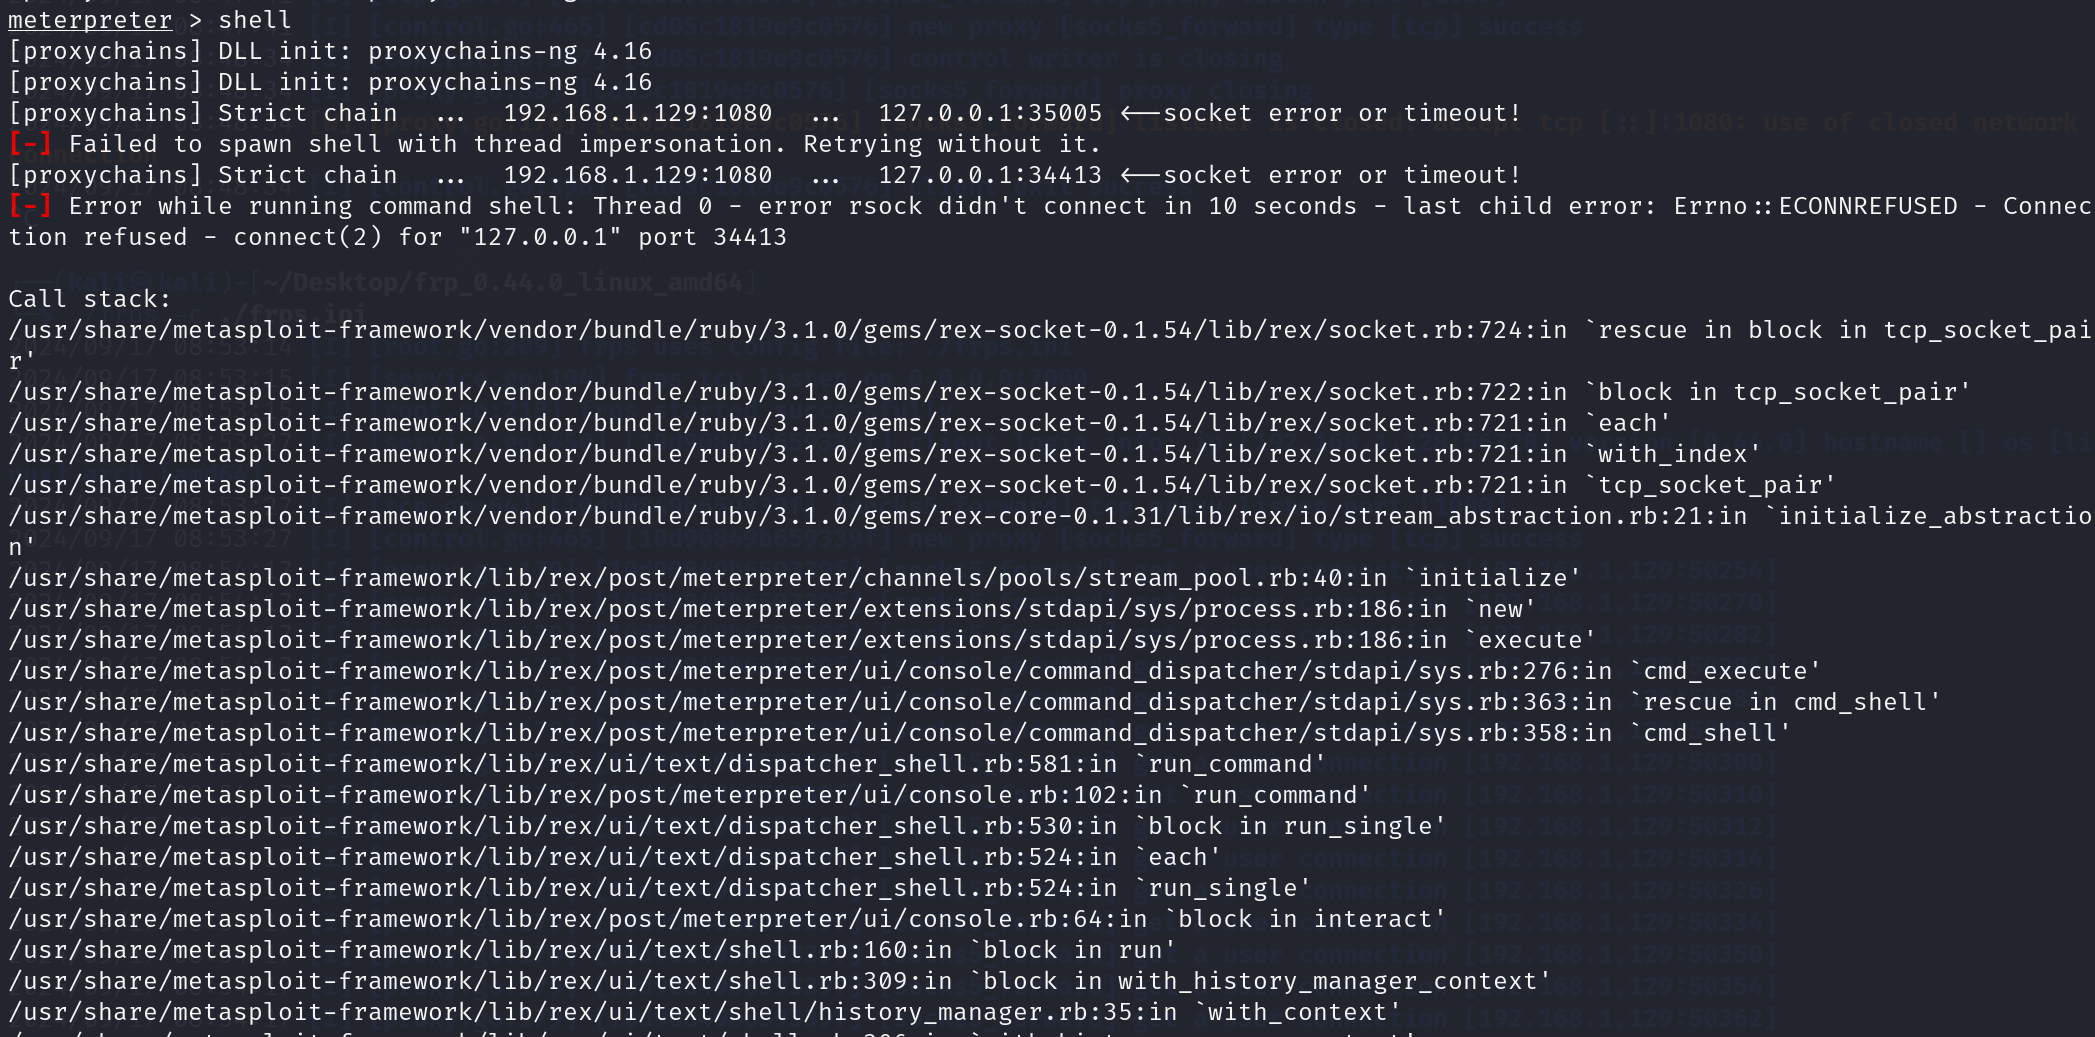 meterpreter > shell
[proxychains] DLL init: proxychains-ng 4.16
[proxychains] DLL init: proxychains-ng 4.16
[proxychains] Strict chain  ...  192.168.1.129:1080  ...  127.0.0.1:35005 <--socket error or timeout!
[-] Failed to spawn shell with thread impersonation. Retrying without it.
[proxychains] Strict chain  ...  192.168.1.129:1080  ...  127.0.0.1:34413 <--socket error or timeout!
[-] Error while running command shell: Thread 0 - error rsock didn't connect in 10 seconds - last child error: Errno::ECONNREFUSED - Connec
tion refused - connect(2) for "127.0.0.1" port 34413
Call stack:
/usr/share/metasploit-framework/vendor/bundle/ruby/3.1.0/gems/rex-socket-0.1.54/lib/rex/socket.rb:724:in `rescue in block in tcp_socket_pai
r'
/usr/share/metasploit-framework/vendor/bundle/ruby/3.1.0/gems/rex-socket-0.1.54/lib/rex/socket.rb:722:in `block in tcp_socket_pair'
/usr/share/metasploit-framework/vendor/bundle/ruby/3.1.0/gems/rex-socket-0.1.54/lib/rex/socket.rb:721:in `each'
/usr/share/metasploit-framework/vendor/bundle/ruby/3.1.0/gems/rex-socket-0.1.54/lib/rex/socket.rb:721:in `with_index'
/usr/share/metasploit-framework/vendor/bundle/ruby/3.1.0/gems/rex-socket-0.1.54/lib/rex/socket.rb:721:in `tcp_socket_pair'
/usr/share/metasploit-framework/vendor/bundle/ruby/3.1.0/gems/rex-core-0.1.31/lib/rex/io/stream_abstraction.rb:21:in `initialize_abstractio
n'
/usr/share/metasploit-framework/lib/rex/post/meterpreter/channels/pools/stream_pool.rb:40:in `initialize'
/usr/share/metasploit-framework/lib/rex/post/meterpreter/extensions/stdapi/sys/process.rb:186:in `new'
/usr/share/metasploit-framework/lib/rex/post/meterpreter/extensions/stdapi/sys/process.rb:186:in `execute'
/usr/share/metasploit-framework/lib/rex/post/meterpreter/ui/console/command_dispatcher/stdapi/sys.rb:276:in `cmd_execute'
/usr/share/metasploit-framework/lib/rex/post/meterpreter/ui/console/command_dispatcher/stdapi/sys.rb:363:in `rescue in cmd_shell'
/usr/share/metasploit-framework/lib/rex/post/meterpreter/ui/console/command_dispatcher/stdapi/sys.rb:358:in `cmd_shell'
/usr/share/metasploit-framework/lib/rex/ui/text/dispatcher_shell.rb:581:in `run_command'
/usr/share/metasploit-framework/lib/rex/post/meterpreter/ui/console.rb:102:in `run_command'
/usr/share/metasploit-framework/lib/rex/ui/text/dispatcher_shell.rb:530:in `block in run_single'
/usr/share/metasploit-framework/lib/rex/ui/text/dispatcher_shell.rb:524:in `each'
/usr/share/metasploit-framework/lib/rex/ui/text/dispatcher_shell.rb:524:in `run_single'
/usr/share/metasploit-framework/lib/rex/post/meterpreter/ui/console.rb:64:in `block in interact'
/usr/share/metasploit-framework/lib/rex/ui/text/shell.rb:160:in `block in run'
/usr/share/metasploit-framework/lib/rex/ui/text/shell.rb:309:in `block in with_history_manager_context'
/usr/share/metasploit-framework/lib/rex/ui/text/shell/history_manager.rb:35:in `with_context'